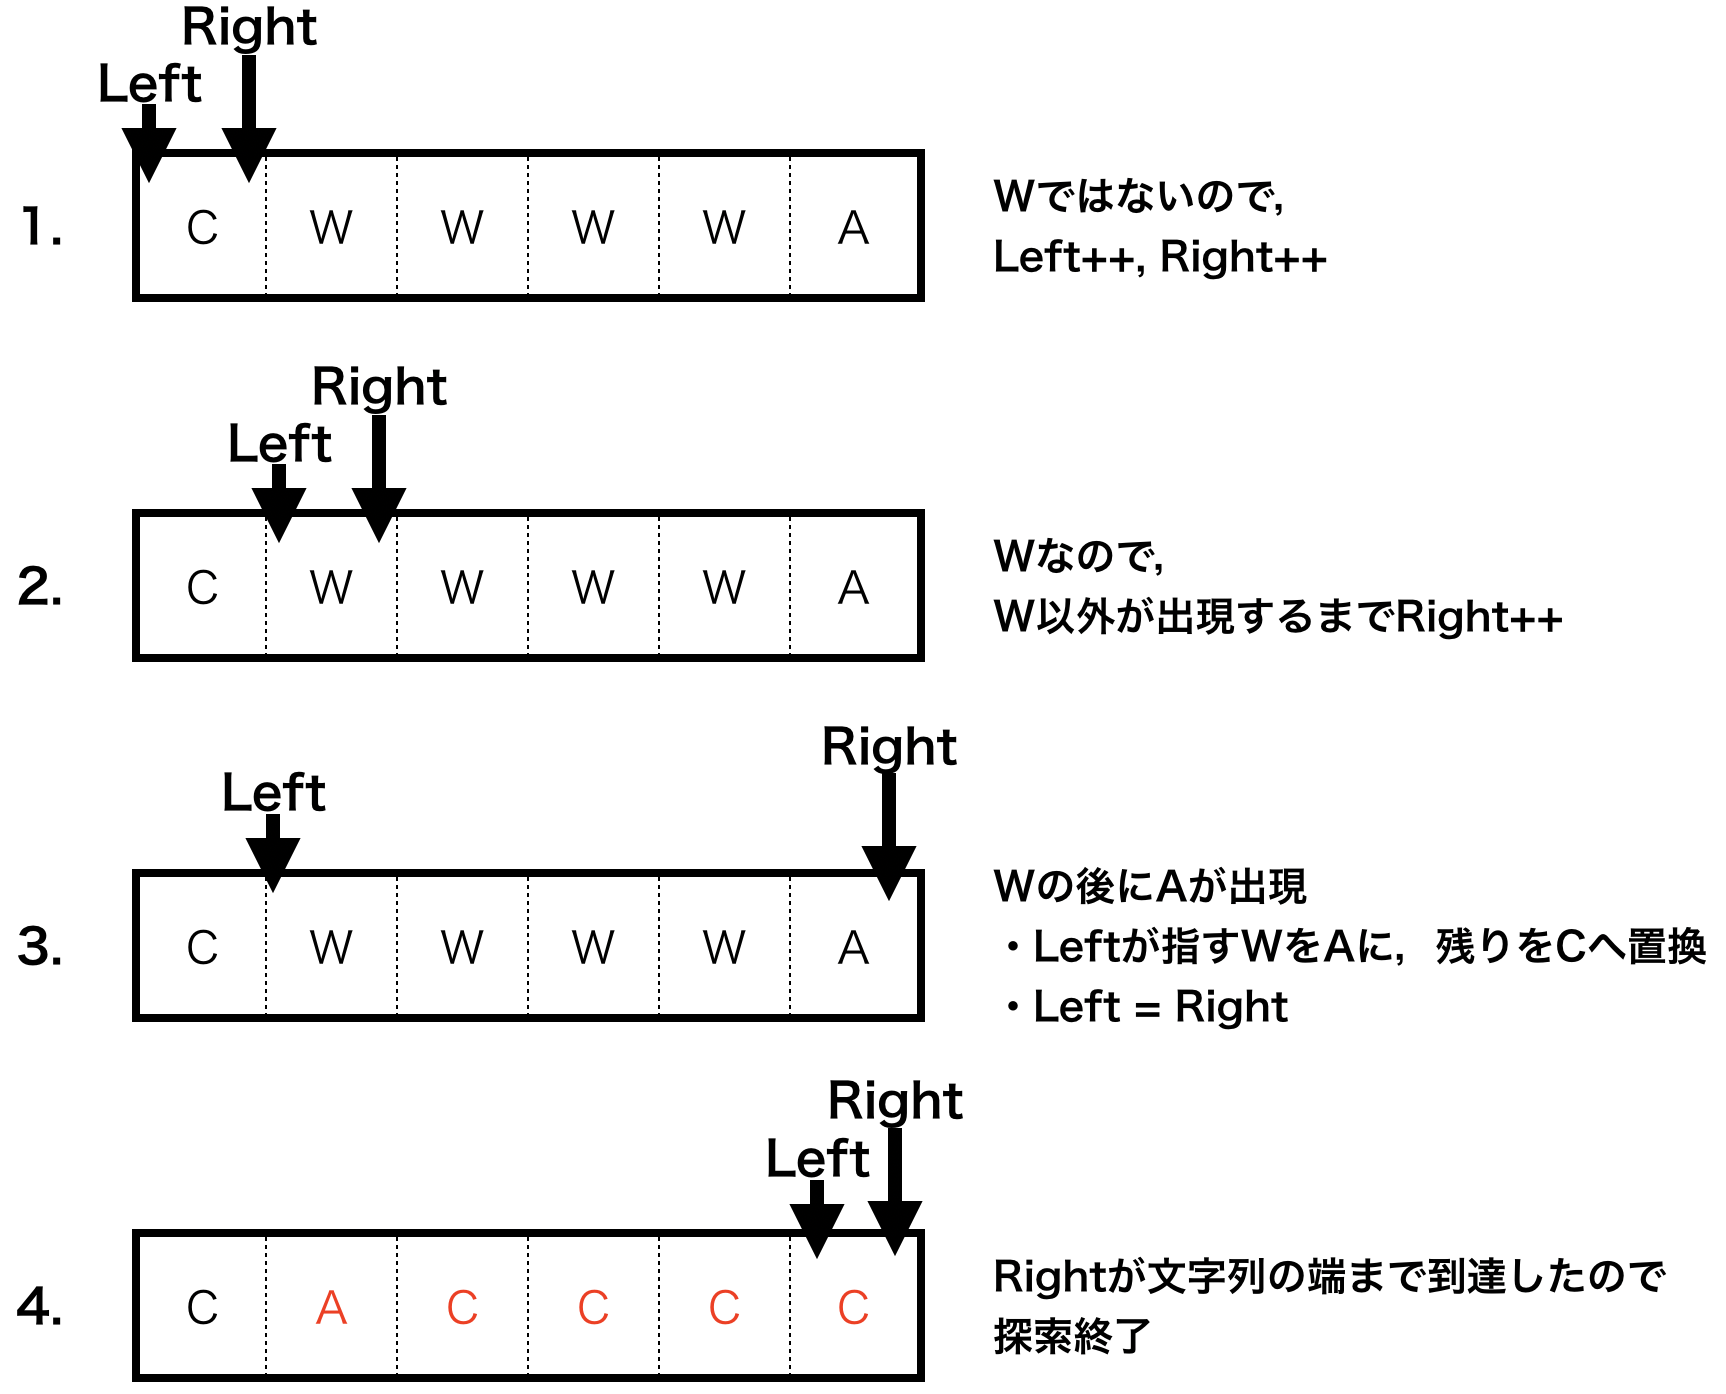 Right
Left
1.
C W W W W A
Wではないので,
Left++, Right++
Right
Left
2.
C W W W W A
Wなので,
W以外が出現するまでRight++
Right
Left
3.
C W W W W A
Wの後にAが出現
・Leftが指すWをAに，残りをCへ置換
・Left = Right
Right
Left
4.
C A C C C C
Rightが文字列の端まで到達したので
探索終了